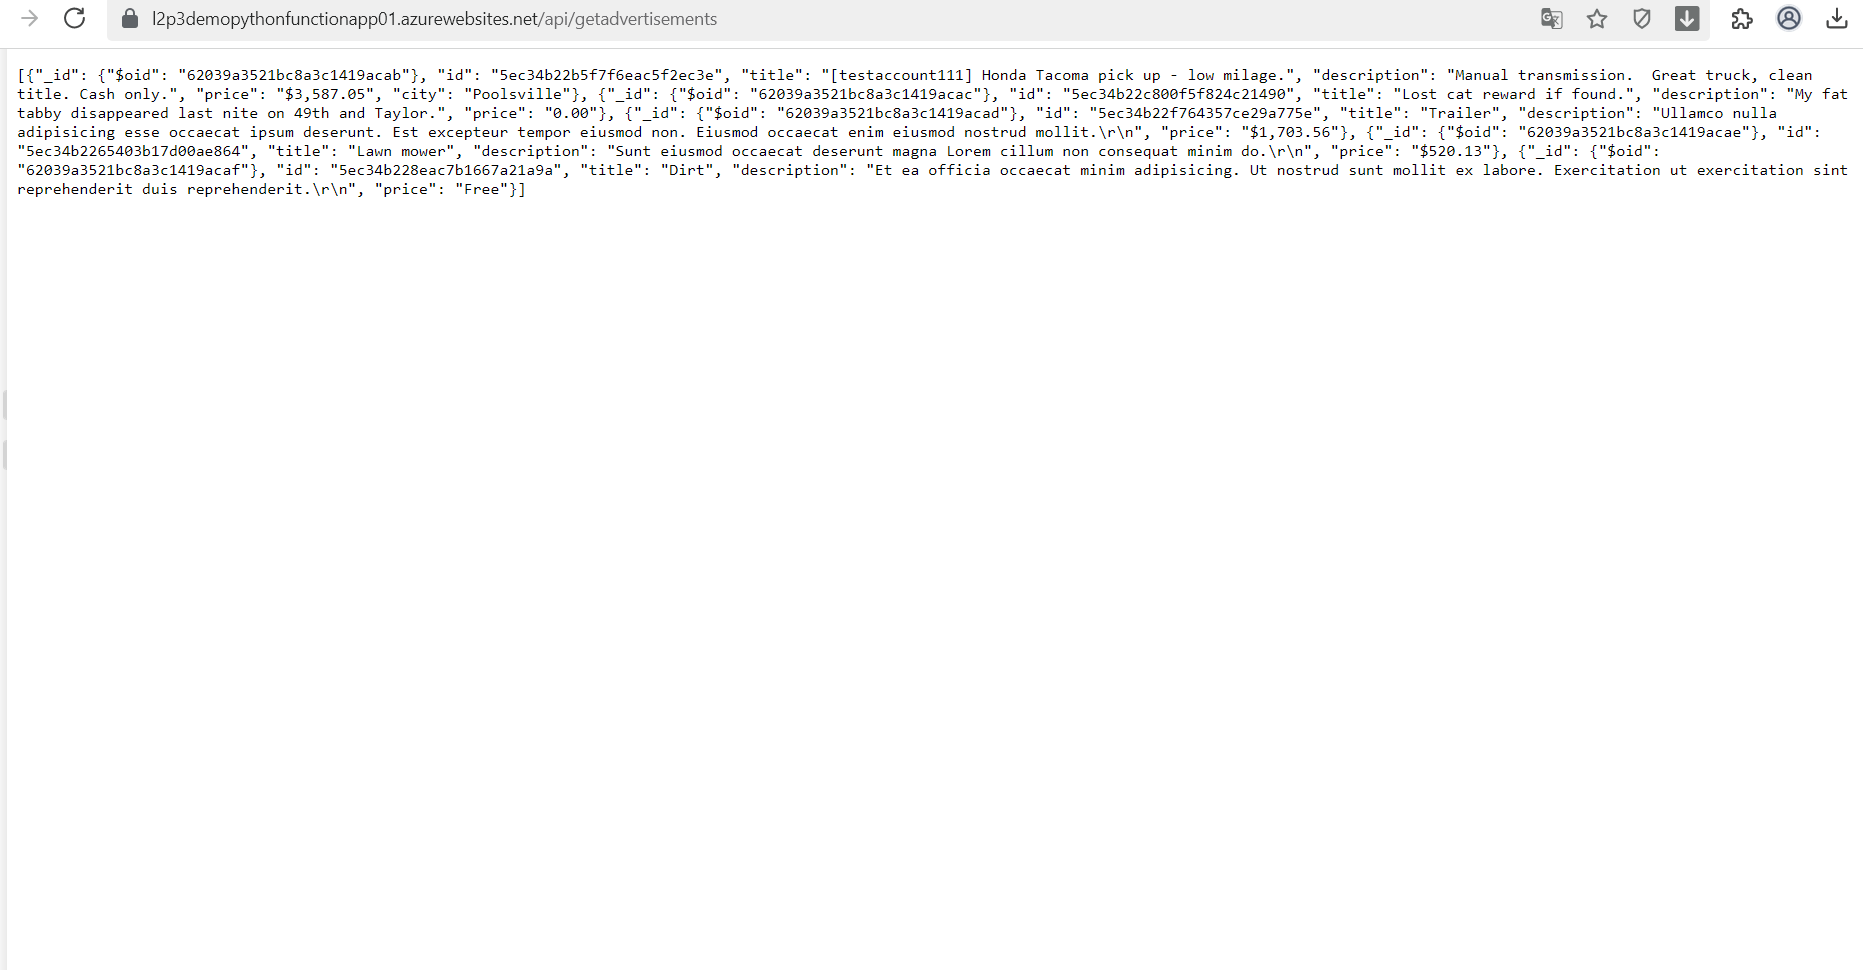 l2p3demopythonfunctionapp01.azurewebsites.net/api/getadvertisements
[{"_id": {"$oid": "62039a3521bc8a3c1419acab"}, "id": "5ec34b22b5f7f6eac5f2ec3e", "title": "[testaccount111] Honda Tacoma pick up - low milage.", "description": "Manual transmission.  Great truck, clean
title. Cash only.", "price": "$3,587.05", "city": "Poolsville"}, {"_id": {"$oid": "62039a3521bc8a3c1419acac"}, "id": "5ec34b22c800f5f824c21490", "title": "Lost cat reward if found.", "description": "My fat
tabby disappeared last nite on 49th and Taylor.", "price": "0.00"}, {"_id": {"$oid": "62039a3521bc8a3c1419acad"}, "id": "5ec34b22f764357ce29a775e", "title": "Trailer", "description": "Ullamco nulla
adipisicing esse occaecat ipsum deserunt. Est excepteur tempor eiusmod non. Eiusmod occaecat enim eiusmod nostrud mollit.\r\n", "price": "$1,703.56"}, {"_id": {"$oid": "62039a3521bc8a3c1419acae"}, "id":
"5ec34b2265403b17d00ae864", "title": "Lawn mower", "description": "Sunt eiusmod occaecat deserunt magna Lorem cillum non consequat minim do.\r\n", "price": "$520.13"}, {"_id": {"$oid":
"62039a3521bc8a3c1419acaf"}, "id": "5ec34b228eac7b1667a21a9a", "title": "Dirt", "description": "Et ea officia occaecat minim adipisicing. Ut nostrud sunt mollit ex labore. Exercitation ut exercitation sint
reprehenderit duis reprehenderit.\r\n", "price": "Free"}]